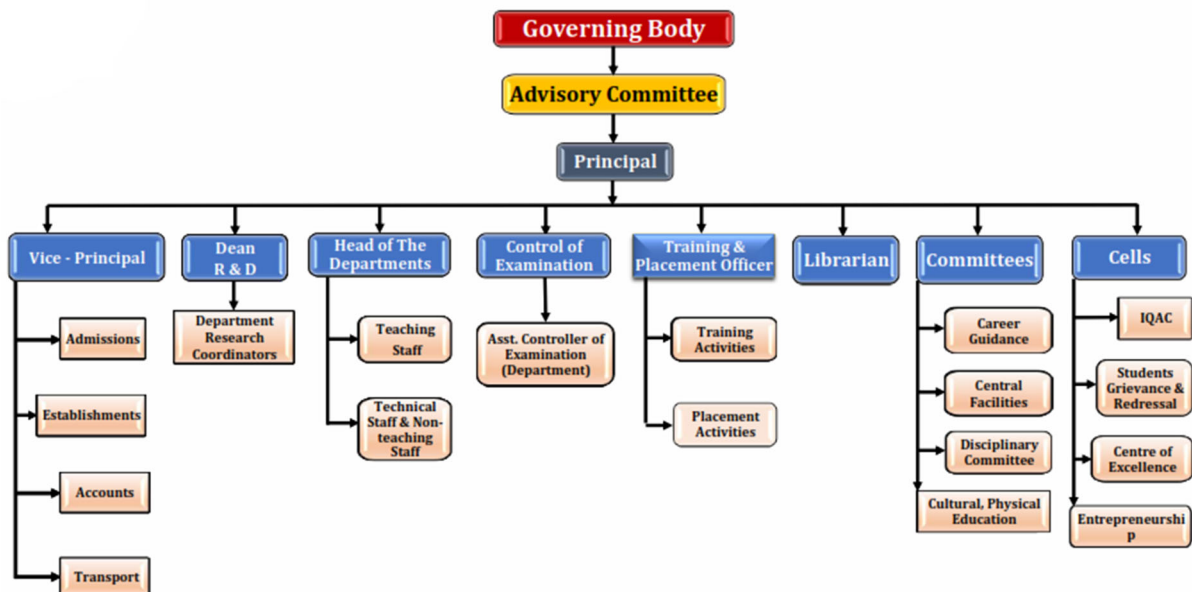 Governing Body
Advisory Committee
Principal
Vice - Principal
Dean
R & D
Head of The
Departments
Control of
Examination
Training &
Placement Officer
Librarian
Committees
Cells
Admissions
Establishments
Accounts
Transport
Department
Research
Coordinators
Teaching
Staff
Technical
Staff & Non-
teaching
Staff
Asst. Controller of
Examination
(Department)
Training
Activities
Placement
Activities
Career
Guidance
Central
Facilities
Disciplinary
Committee
Cultural, Physical
Education
IQAC
Students
Grievance &
Redressal
Centre of
Excellence
Entrepreneurshi
p